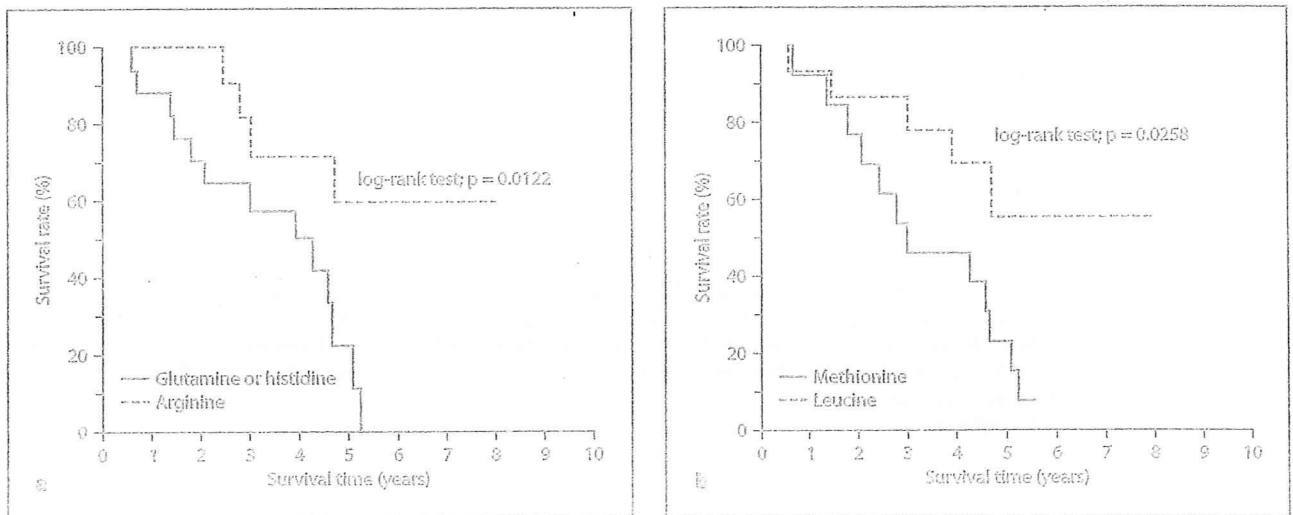 100
80
60
40
20
0
Survival rate (%)
log-rank test; p = 0.0122
Glutamine or histidine
Arginine
0 1 2 3 4 5 6 7 8 9 10
Survival time (years)
a
100
80
60
40
20
0
Survival rate (%)
log-rank test; p = 0.0258
Methionine
Leucine
0 1 2 3 4 5 6 7 8 9 10
Survival time (years)